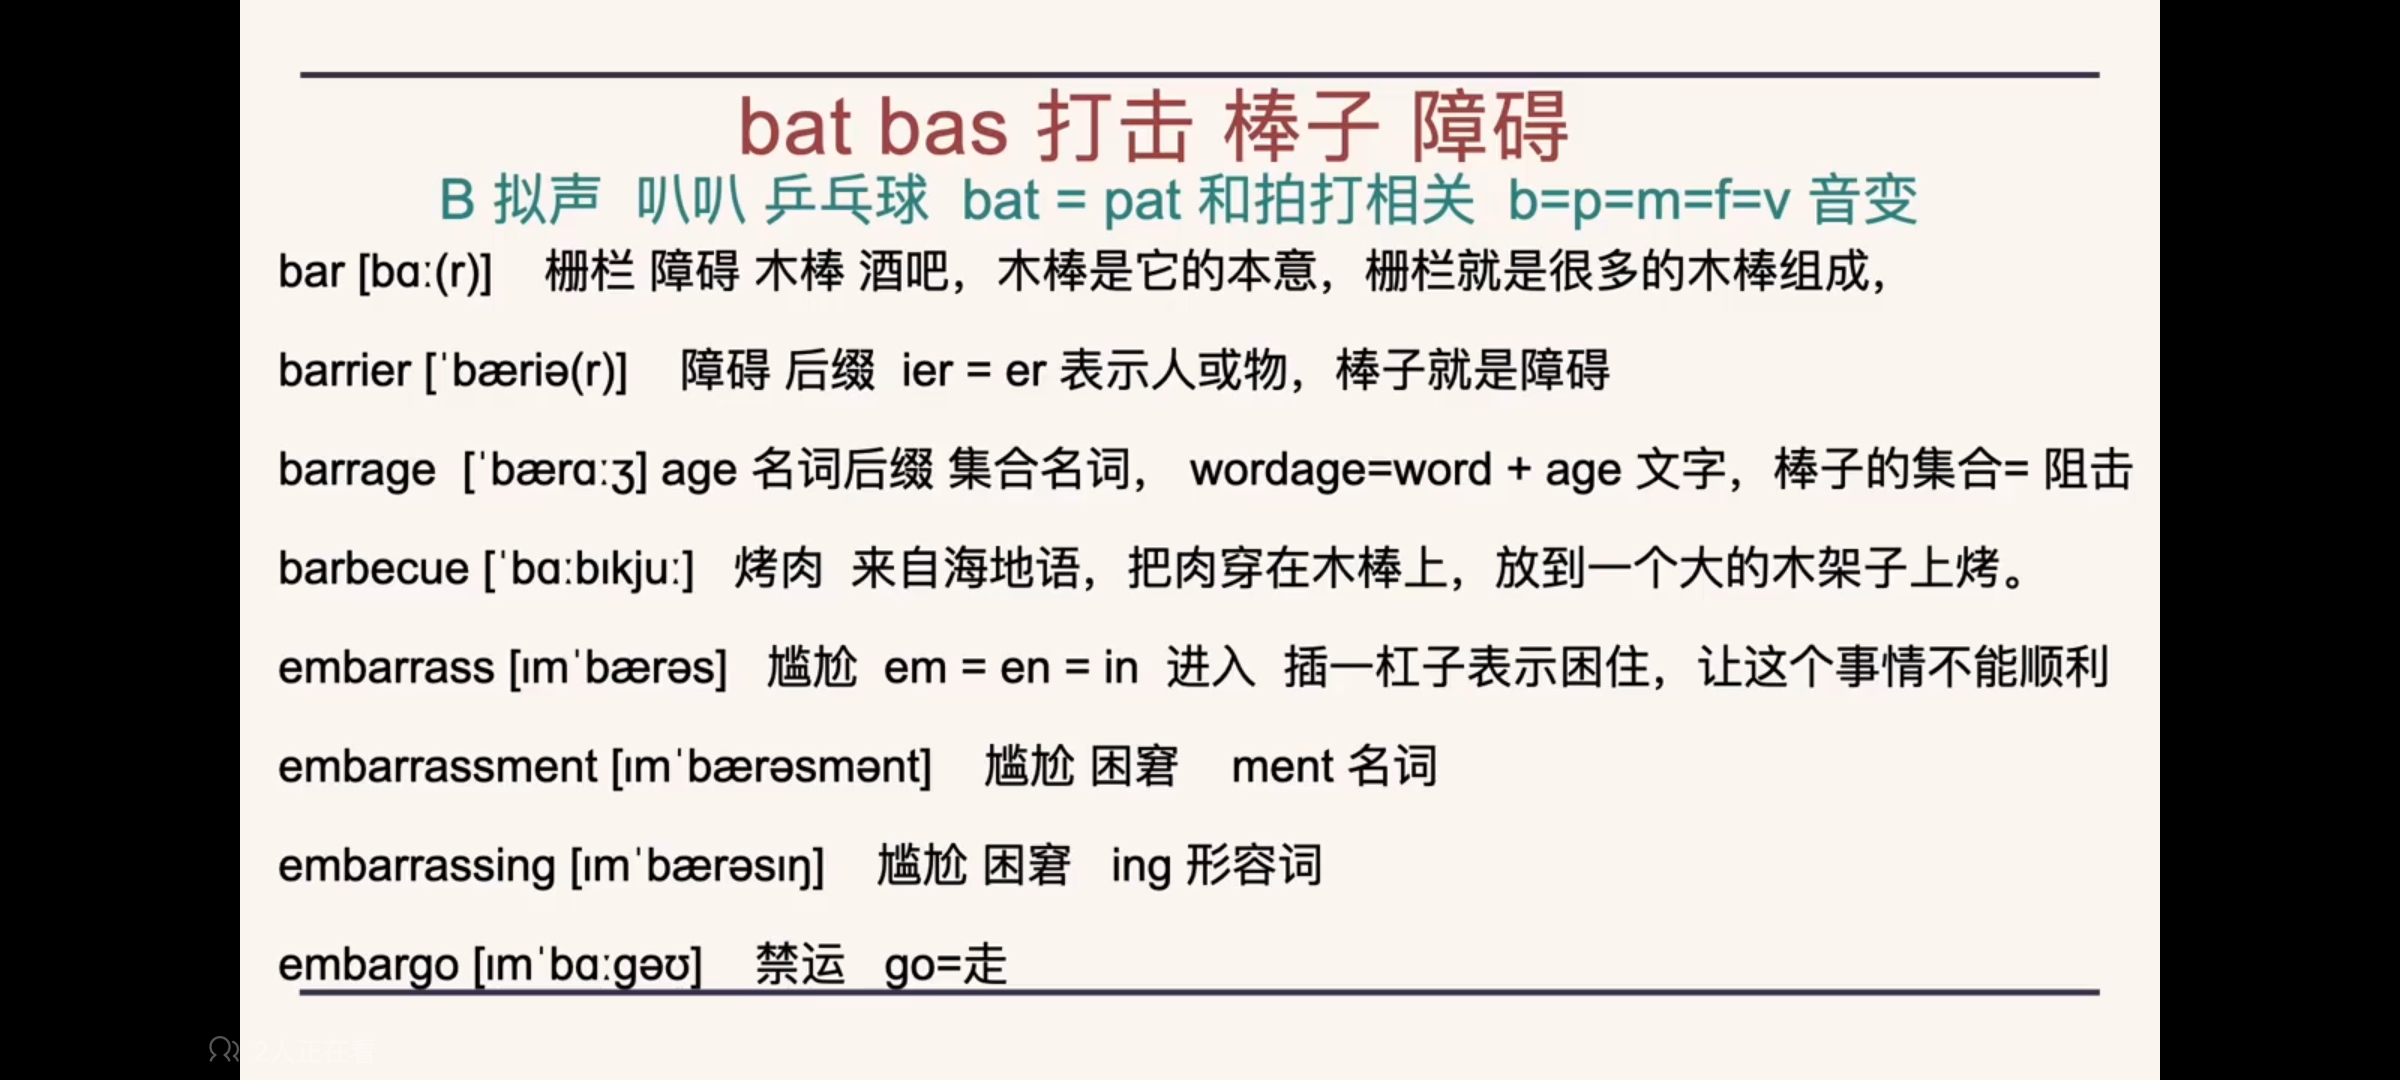 bat bas 打击 棒子 障碍
B 拟声 叭叭 乒乓球 bat = pat 和拍打相关 b=p=m=f=v 音变
bar [bɑː(r)] 栅栏 障碍 木棒 酒吧，木棒是它的本意，栅栏就是很多的木棒组成，
barrier [ˈbæriə(r)] 障碍 后缀 ier = er 表示人或物，棒子就是障碍
barrage [ˈbærɑːʒ] age 名词后缀 集合名词， wordage=word + age 文字，棒子的集合= 阻击
barbecue [ˈbɑːbɪkjuː] 烤肉 来自海地语，把肉穿在木棒上，放到一个大的木架子上烤。
embarrass [ɪmˈbærəs] 尴尬 em = en = in 进入 插一杠子表示困住，让这个事情不能顺利
embarrassment [ɪmˈbærəsmənt] 尴尬 困窘 ment 名词
embarrassing [ɪmˈbærəsɪŋ] 尴尬 困窘 ing 形容词
embargo [ɪmˈbɑːgəʊ] 禁运 go=走
2人正在看